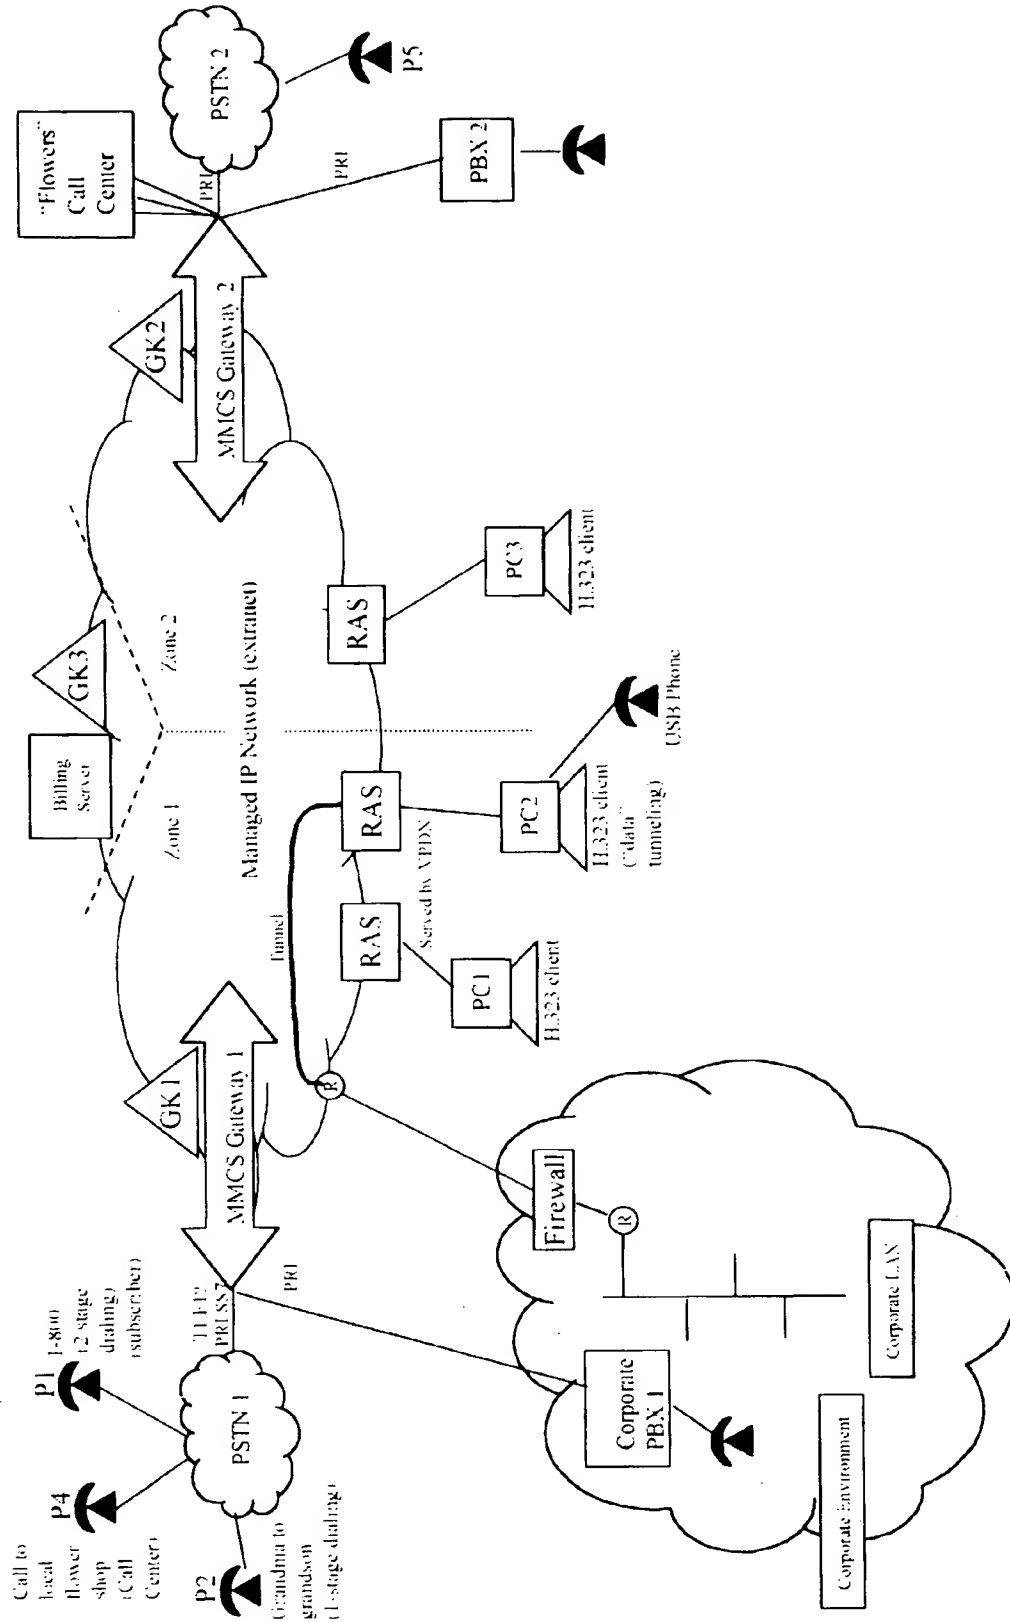 Call to
local
flower
shop
(Call
Center)
P4
P1
1-800
(2 stage
dialing)
(subscriber)
P2
Grandma to
grandson
(1-stage dialing)
PSTN 1
PRI, SS7
PRI
GK1
MMCS Gateway 1
Billing
Server
GK3
Zone 1
Zone 2
Managed IP Network (extranet)
GK2
MMCS Gateway 2
"Flowers"
Call
Center
PRI
PSTN 2
P5
PRI
PBX 2
Tunnel
R
RAS
RAS
RAS
Served by VPDN
PC1
H.323 client
PC2
H.323 client
("data"
tunneling)
USB Phone
PC3
H.323 client
Firewall
R
Corporate
PBX 1
Corporate LAN
Corporate Environment